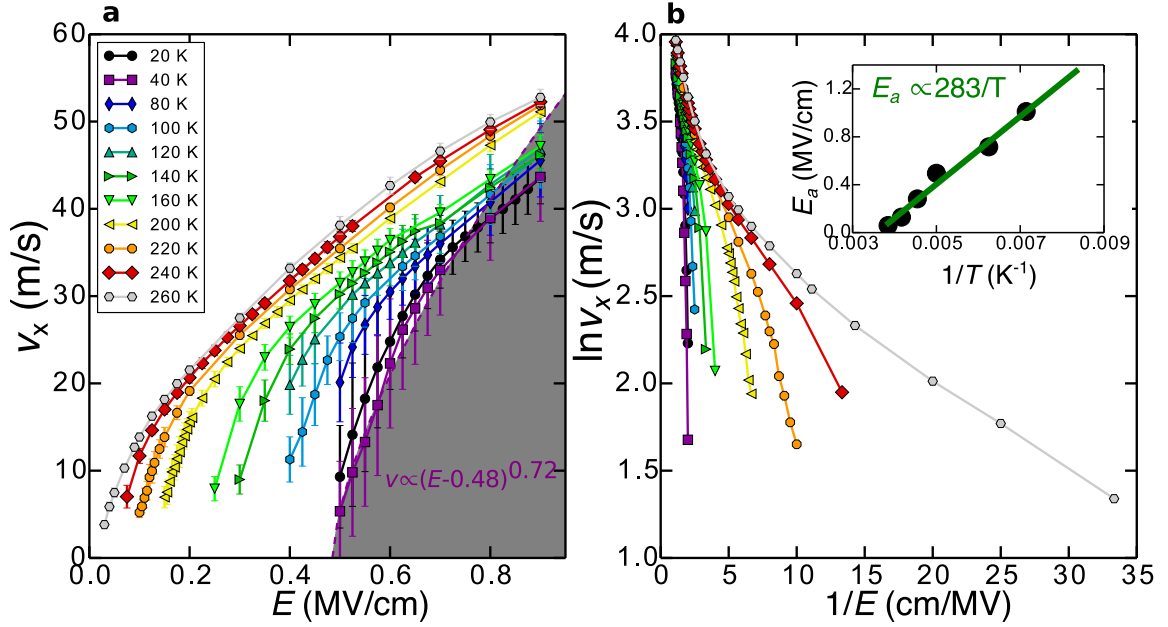 a
60
50
40
30
20
10
0
v_x (m/s)
20 K
40 K
80 K
100 K
120 K
140 K
160 K
200 K
220 K
240 K
260 K
v∝(E-0.48)^0.72
0.0 0.2 0.4 0.6 0.8
E (MV/cm)
b
4.0
3.5
3.0
2.5
2.0
1.5
1.0
lnv_x (m/s)
E_a ∝283/T
1.2
0.8
0.4
0.0
E_a (MV/cm)
0.003 0.005 0.007 0.009
1/T (K⁻¹)
0 5 10 15 20 25 30 35
1/E (cm/MV)